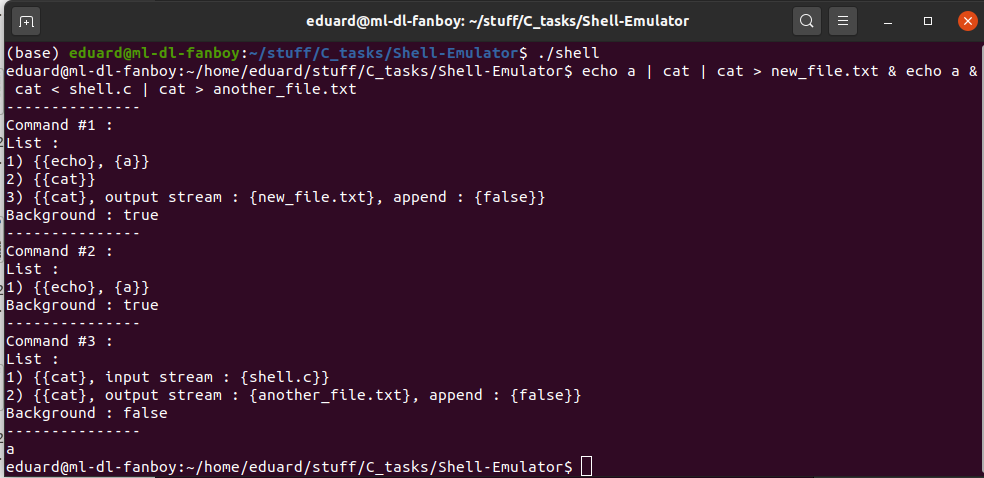 eduard@ml-dl-fanboy: ~/stuff/C_tasks/Shell-Emulator
(base) eduard@ml-dl-fanboy:~/stuff/C_tasks/Shell-Emulator$ ./shell
eduard@ml-dl-fanboy:~/home/eduard/stuff/C_tasks/Shell-Emulator$ echo a | cat | cat > new_file.txt & echo a &
 cat < shell.c | cat > another_file.txt
---------------
Command #1 :
List :
1) {{echo}, {a}}
2) {{cat}}
3) {{cat}, output stream : {new_file.txt}, append : {false}}
Background : true
---------------
Command #2 :
List :
1) {{echo}, {a}}
Background : true
---------------
Command #3 :
List :
1) {{cat}, input stream : {shell.c}}
2) {{cat}, output stream : {another_file.txt}, append : {false}}
Background : false
---------------
a
eduard@ml-dl-fanboy:~/home/eduard/stuff/C_tasks/Shell-Emulator$